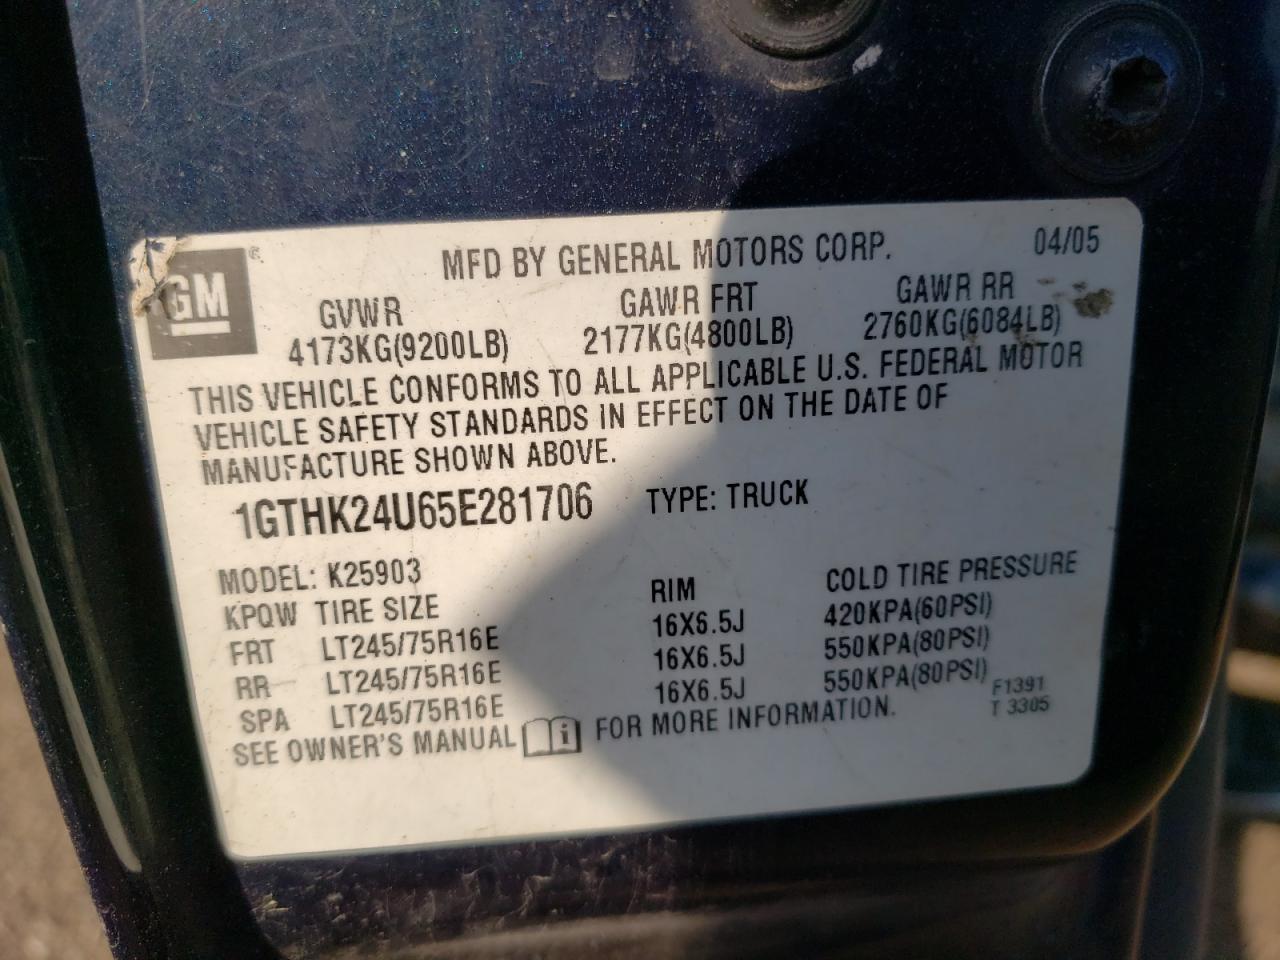 GM ®
MFD BY GENERAL MOTORS CORP. 04/05
GVWR GAWR FRT GAWR RR
4173KG(9200LB) 2177KG(4800LB) 2760KG(6084LB)
THIS VEHICLE CONFORMS TO ALL APPLICABLE U.S. FEDERAL MOTOR
VEHICLE SAFETY STANDARDS IN EFFECT ON THE DATE OF
MANUFACTURE SHOWN ABOVE.
1GTHK24U65E281706 TYPE: TRUCK
MODEL: K25903
KPQW TIRE SIZE RIM COLD TIRE PRESSURE
FRT LT245/75R16E 16X6.5J 420KPA(60PSI)
RR LT245/75R16E 16X6.5J 550KPA(80PSI)
SPA LT245/75R16E 16X6.5J 550KPA(80PSI)
SEE OWNER'S MANUAL i FOR MORE INFORMATION.
F1391
T 3305